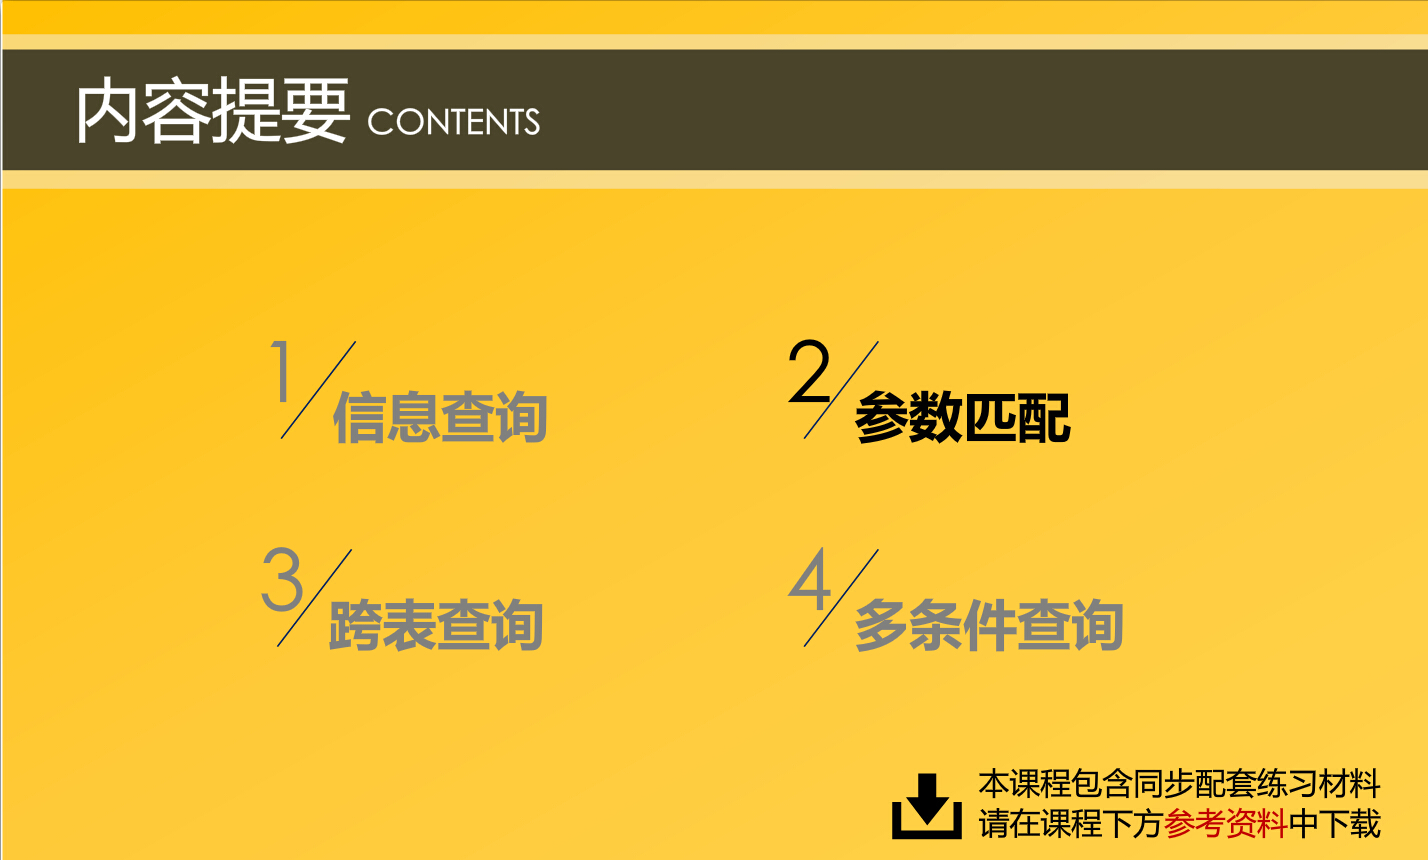 内容提要 CONTENTS
1 信息查询
2 参数匹配
3 跨表查询
4 多条件查询
本课程包含同步配套练习材料
请在课程下方参考资料中下载